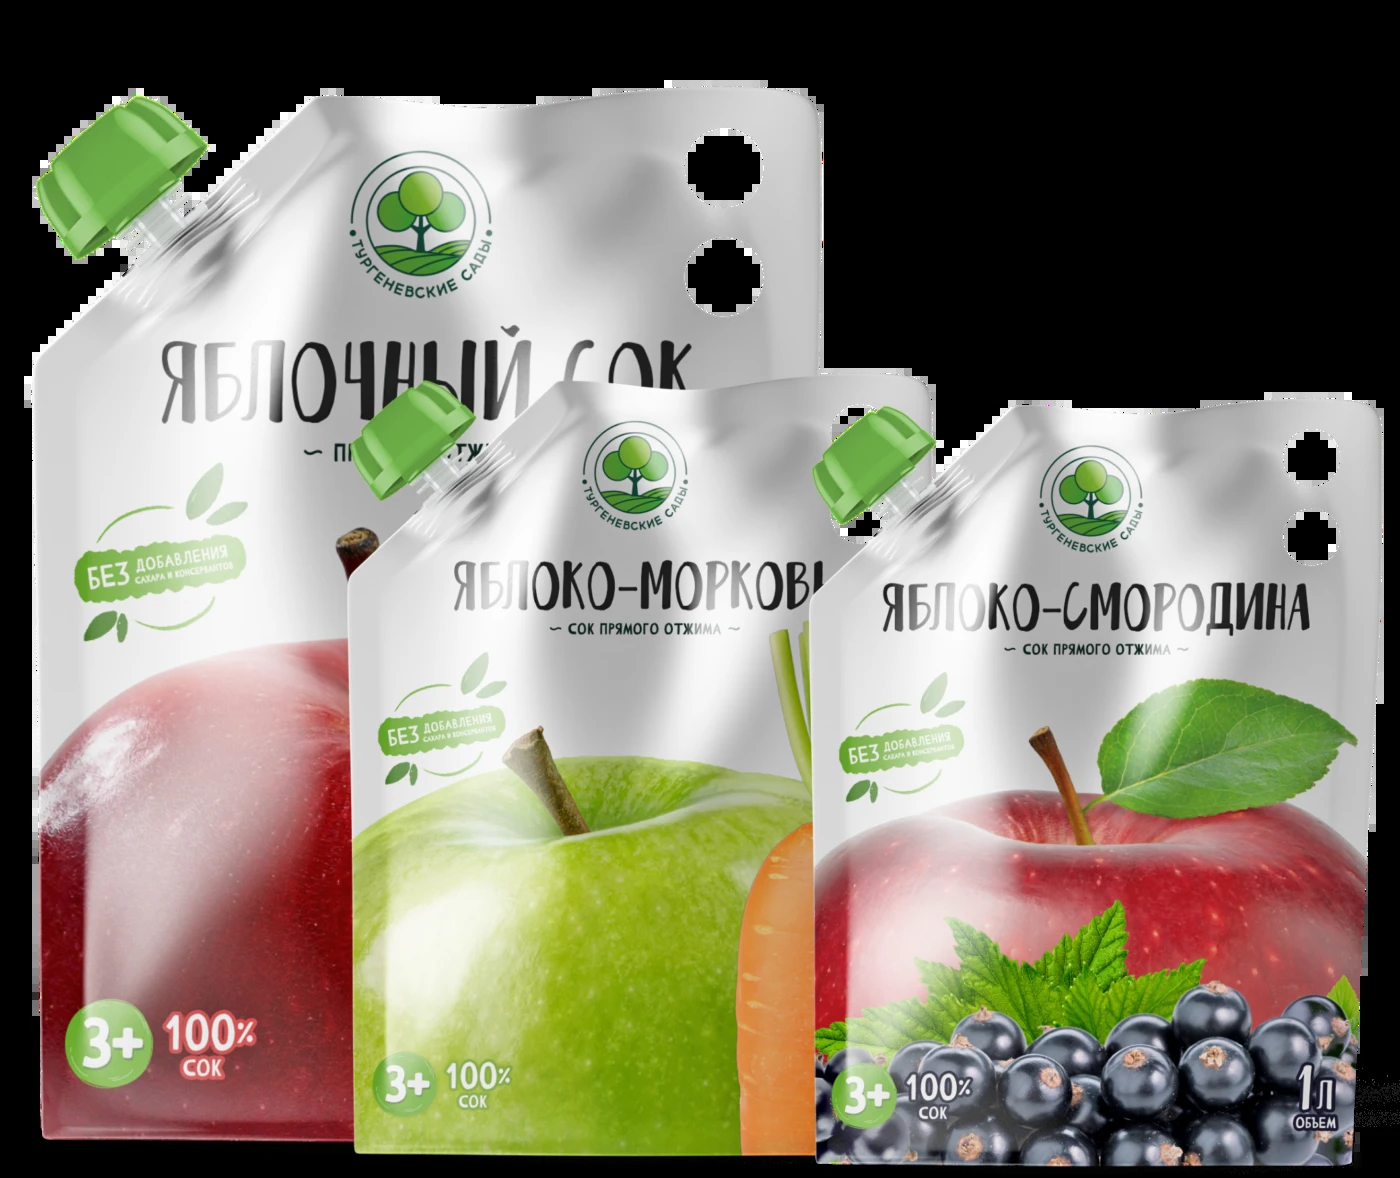 ТУРГЕНЕВСКИЕ САДЫ
ЯБЛОЧНЫЙ СОК
БЕЗ ДОБАВЛЕНИЯ
САХАРА И КОНСЕРВАНТОВ
3+ 100%
СОК
ТУРГЕНЕВСКИЕ САДЫ
ЯБЛОКО-МОРКОВЬ
~ СОК ПРЯМОГО ОТЖИМА ~
БЕЗ ДОБАВЛЕНИЯ
САХАРА И КОНСЕРВАНТОВ
3+ 100%
СОК
ТУРГЕНЕВСКИЕ САДЫ
ЯБЛОКО-СМОРОДИНА
~ СОК ПРЯМОГО ОТЖИМА ~
БЕЗ ДОБАВЛЕНИЯ
САХАРА И КОНСЕРВАНТОВ
3+ 100%
СОК
1 Л
ОБЪЕМ